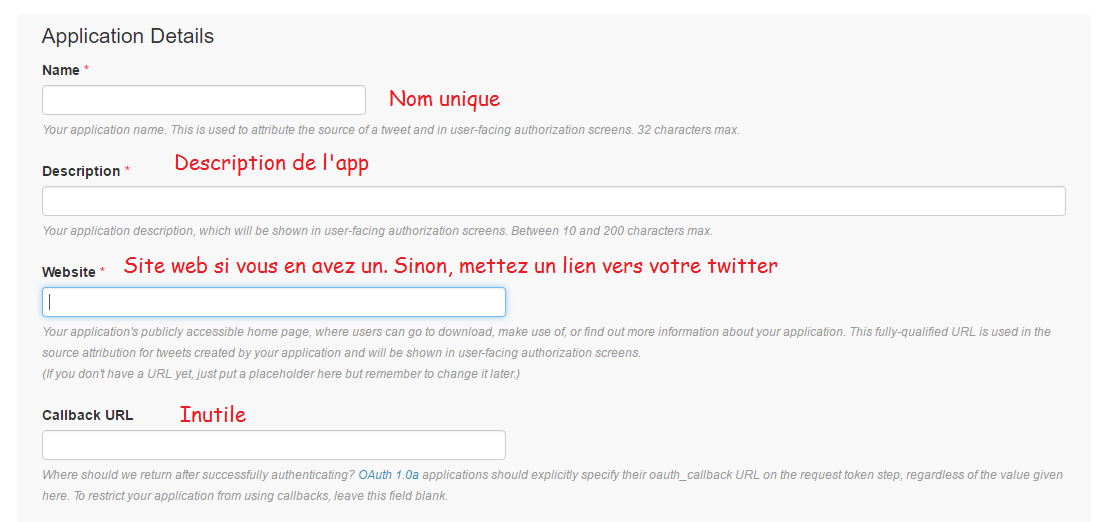 Application Details
Name *
Nom unique
Your application name. This is used to attribute the source of a tweet and in user-facing authorization screens. 32 characters max.
Description de l'app
Description *
Your application description, which will be shown in user-facing authorization screens. Between 10 and 200 characters max.
Website * Site web si vous en avez un. Sinon, mettez un lien vers votre twitter
Your application's publicly accessible home page, where users can go to download, make use of, or find out more information about your application. This fully-qualified URL is used in the
source attribution for tweets created by your application and will be shown in user-facing authorization screens.
(If you don't have a URL yet, just put a placeholder here but remember to change it later.)
Callback URL Inutile
Where should we return after successfully authenticating? OAuth 1.0a applications should explicitly specify their oauth_callback URL on the request token step, regardless of the value given
here. To restrict your application from using callbacks, leave this field blank.